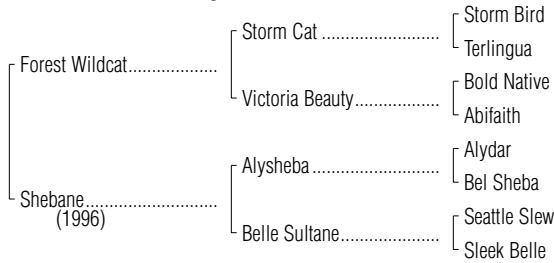 Storm Bird
Storm Cat ........................
Terlingua
Forest Wildcat..................
Bold Native
Victoria Beauty.................
Abifaith
Alydar
Alysheba .........................
Bel Sheba
Shebane..........................
(1996)
Seattle Slew
Belle Sultane....................
Sleek Belle